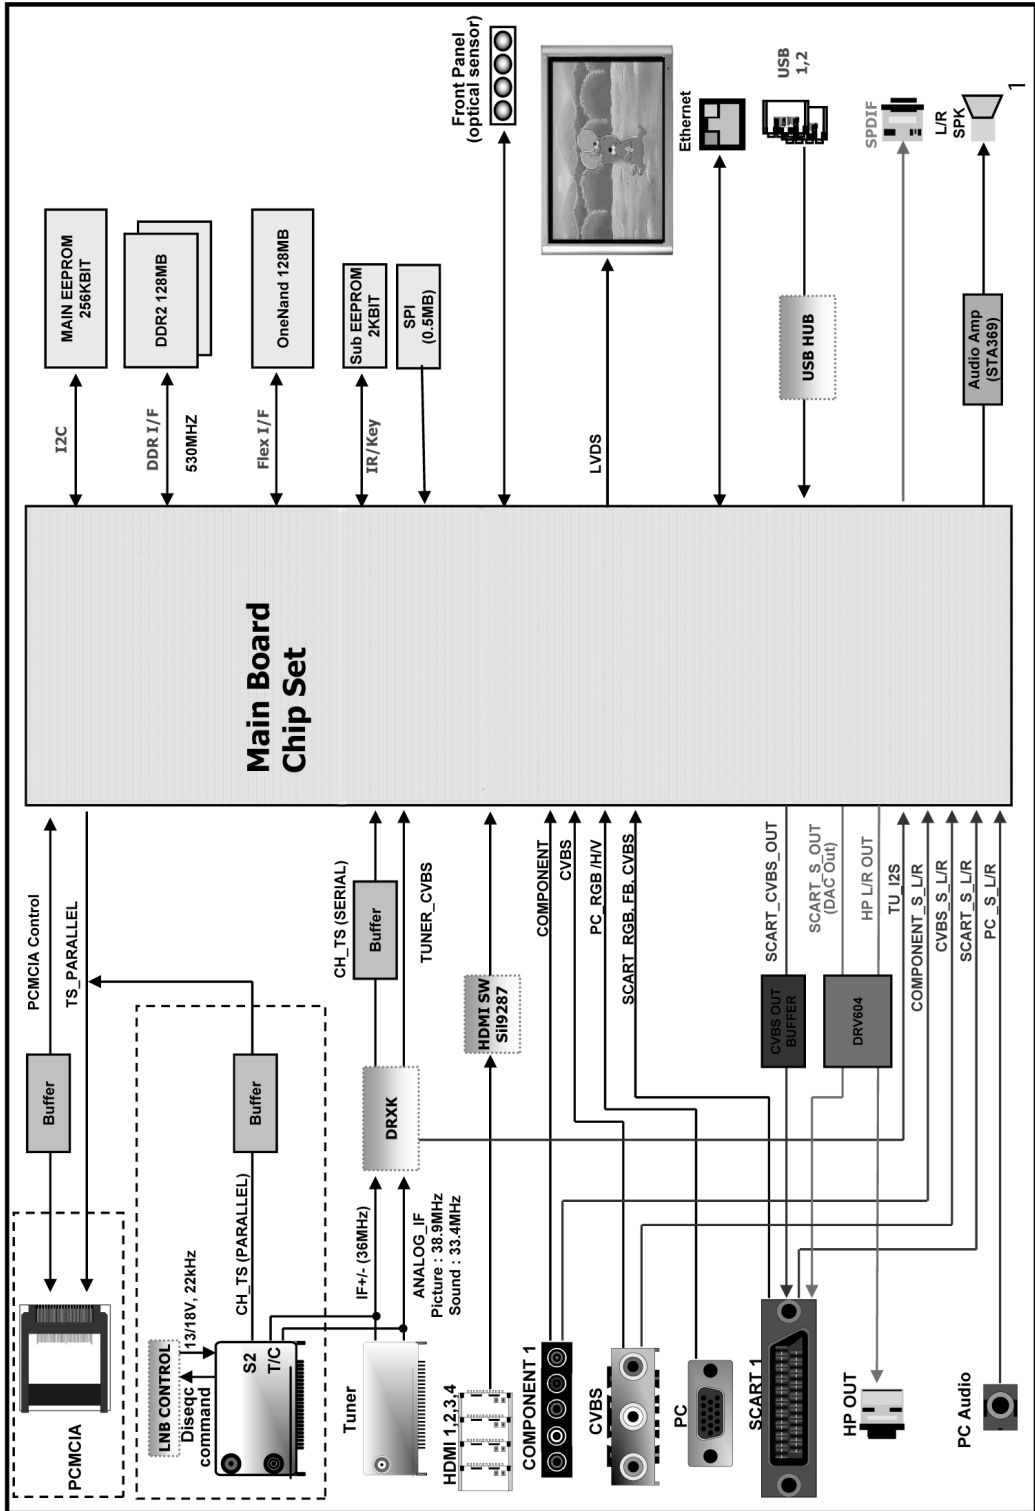 PCMCIA
Buffer
PCMCIA Control
TS_PARALLEL
LNB CONTROL
13/18V, 22kHz
Diseqc
command
S2
T/C
CH_TS (PARALLEL)
Buffer
Tuner
IF+/- (36MHz)
ANALOG_IF
Picture : 38.9MHz
Sound : 33.4MHz
DRXK
CH_TS (SERIAL)
Buffer
TUNER_CVBS
HDMI 1,2,3,4
HDMI SW
SiI9287
COMPONENT 1
COMPONENT
CVBS
CVBS
PC
PC_RGB /H/V
SCART 1
SCART_RGB, FB, CVBS
CVBS OUT
BUFFER
SCART_CVBS_OUT
DRV604
SCART_S_OUT
(DAC Out)
HP OUT
HP L/R OUT
TU_I2S
COMPONENT_S_L/R
CVBS_S_L/R
SCART_S_L/R
PC Audio
PC _S_L/R
Main Board
Chip Set
I2C
MAIN EEPROM
256KBIT
DDR I/F
530MHZ
DDR2 128MB
Flex I/F
OneNand 128MB
IR/Key
Sub EEPROM
2KBIT
SPI
(0.5MB)
Front Panel
(optical sensor)
LVDS
Ethernet
USB HUB
USB
1,2
SPDIF
Audio Amp
(STA369)
L/R
SPK
1